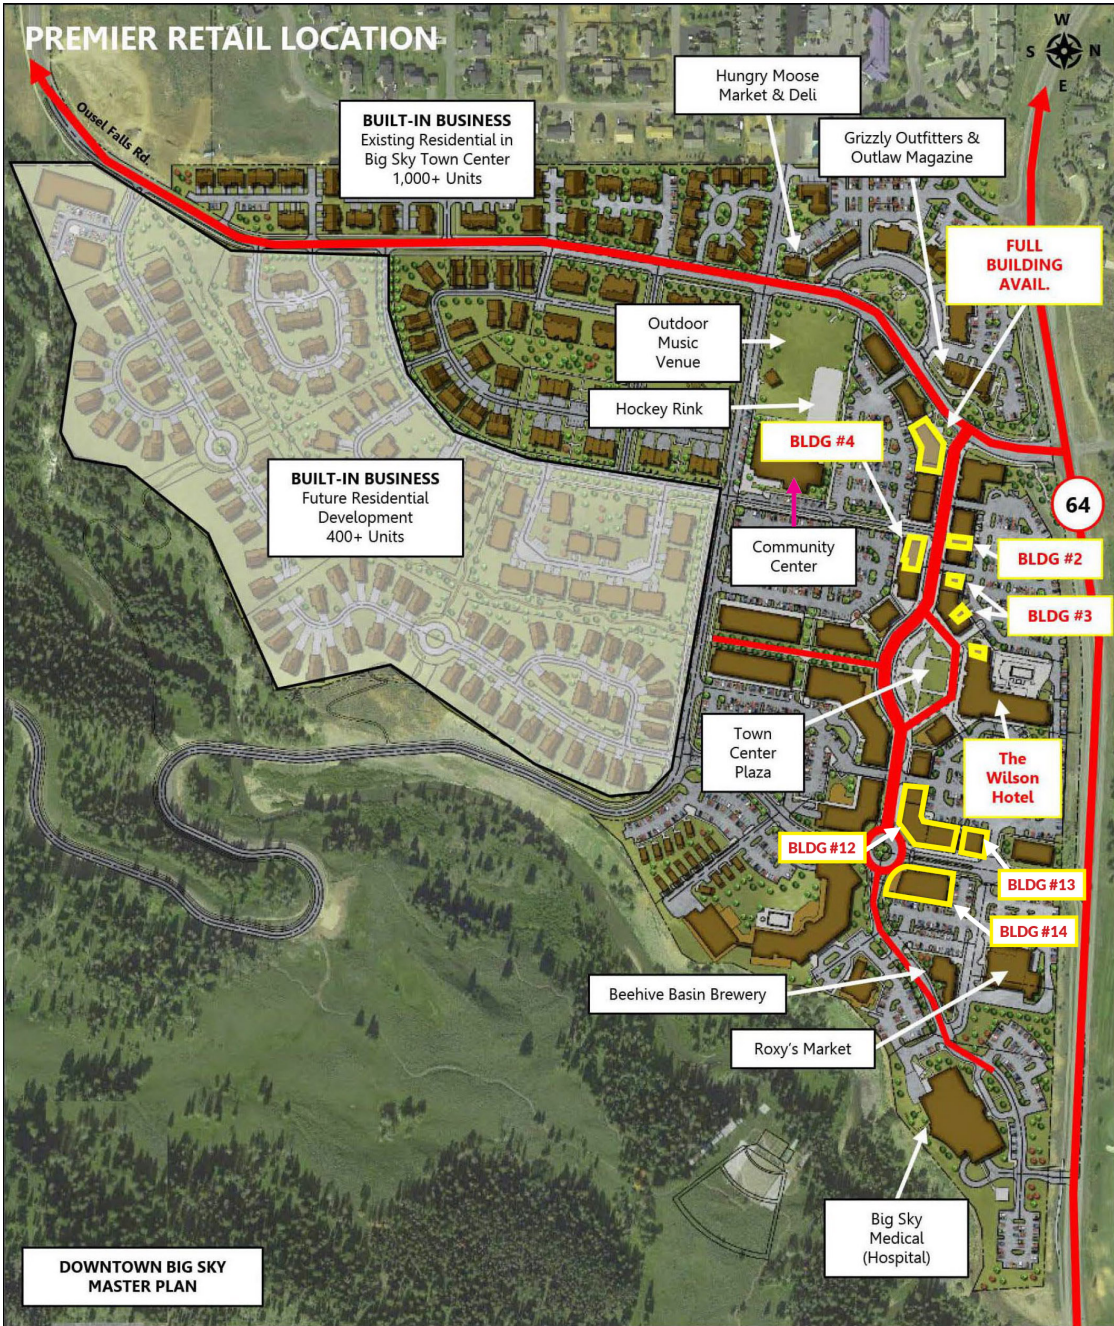 PREMIER RETAIL LOCATION
W
S
N
E
Ousel Falls Rd.
BUILT-IN BUSINESS
Existing Residential in
Big Sky Town Center
1,000+ Units
Hungry Moose
Market & Deli
Grizzly Outfitters &
Outlaw Magazine
FULL
BUILDING
AVAIL.
Outdoor
Music
Venue
Hockey Rink
BLDG #4
BUILT-IN BUSINESS
Future Residential
Development
400+ Units
64
Community
Center
BLDG #2
BLDG #3
Town
Center
Plaza
The
Wilson
Hotel
BLDG #12
BLDG #13
BLDG #14
Beehive Basin Brewery
Roxy's Market
Big Sky
Medical
(Hospital)
DOWNTOWN BIG SKY
MASTER PLAN